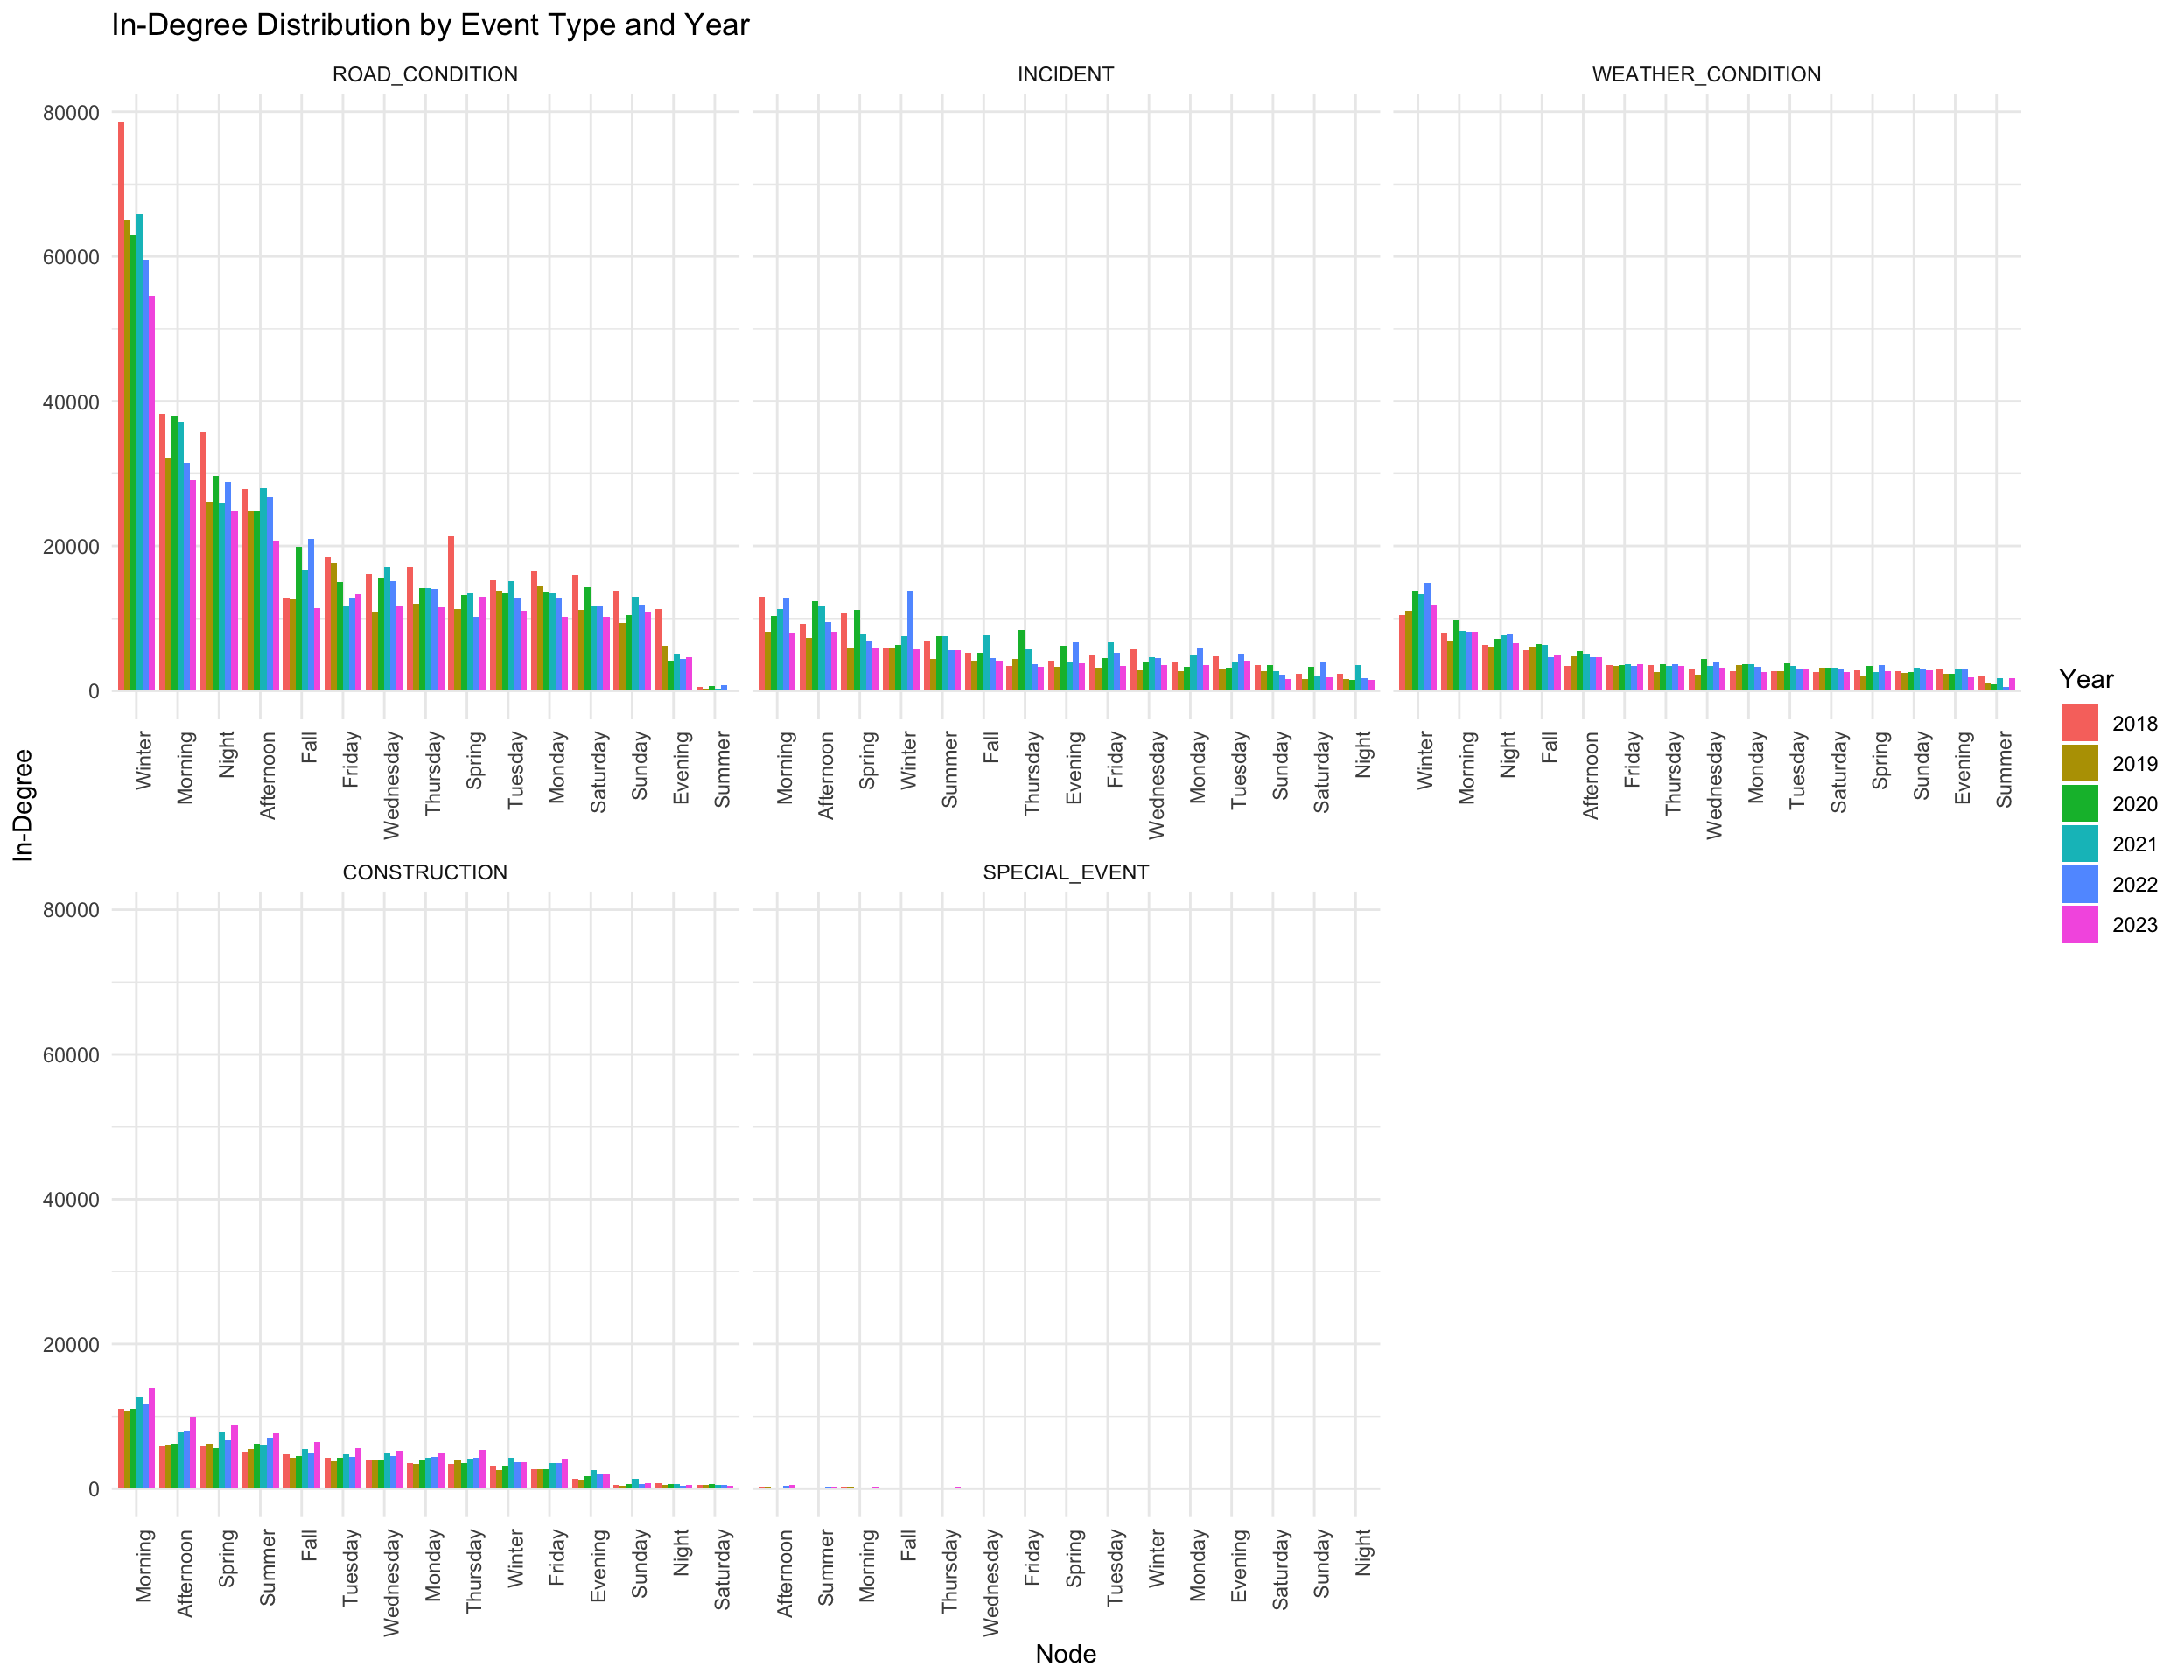 In-Degree Distribution by Event Type and Year
ROAD_CONDITION
INCIDENT
WEATHER_CONDITION
80000
60000
40000
20000
0
Winter
Morning
Night
Afternoon
Fall
Friday
Wednesday
Thursday
Spring
Tuesday
Monday
Saturday
Sunday
Evening
Summer
Morning
Afternoon
Spring
Winter
Summer
Fall
Thursday
Evening
Friday
Wednesday
Monday
Tuesday
Sunday
Saturday
Night
Winter
Morning
Night
Fall
Afternoon
Friday
Thursday
Wednesday
Monday
Tuesday
Saturday
Spring
Sunday
Evening
Summer
In-Degree
CONSTRUCTION
SPECIAL_EVENT
80000
60000
40000
20000
0
Morning
Afternoon
Spring
Summer
Fall
Tuesday
Wednesday
Monday
Thursday
Winter
Friday
Evening
Sunday
Night
Saturday
Afternoon
Summer
Morning
Fall
Thursday
Wednesday
Friday
Spring
Tuesday
Winter
Monday
Evening
Saturday
Sunday
Night
Node
Year
2018
2019
2020
2021
2022
2023